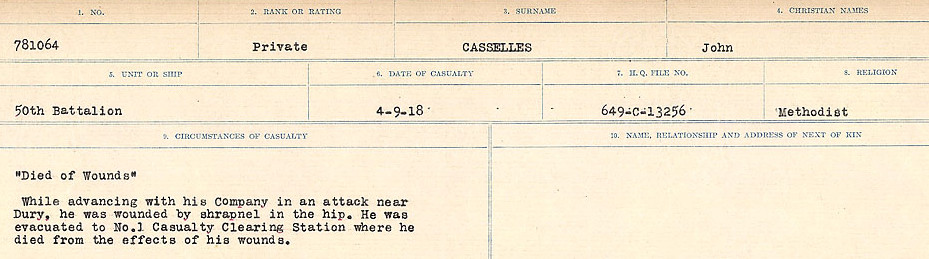 1. NO. 2. RANK OR RATING 3. SURNAME 4. CHRISTIAN NAMES
781064 Private CASSELLES John
5. UNIT OR SHIP 6. DATE OF CASUALTY 7. H.Q. FILE NO. 8. RELIGION
50th Battalion 4-9-18 649-C-13256 Methodist
9. CIRCUMSTANCES OF CASUALTY 10. NAME, RELATIONSHIP AND ADDRESS OF NEXT OF KIN
"Died of Wounds"
While advancing with his Company in an attack near
Dury, he was wounded by shrapnel in the hip. He was
evacuated to No.1 Casualty Clearing Station where he
died from the effects of his wounds.